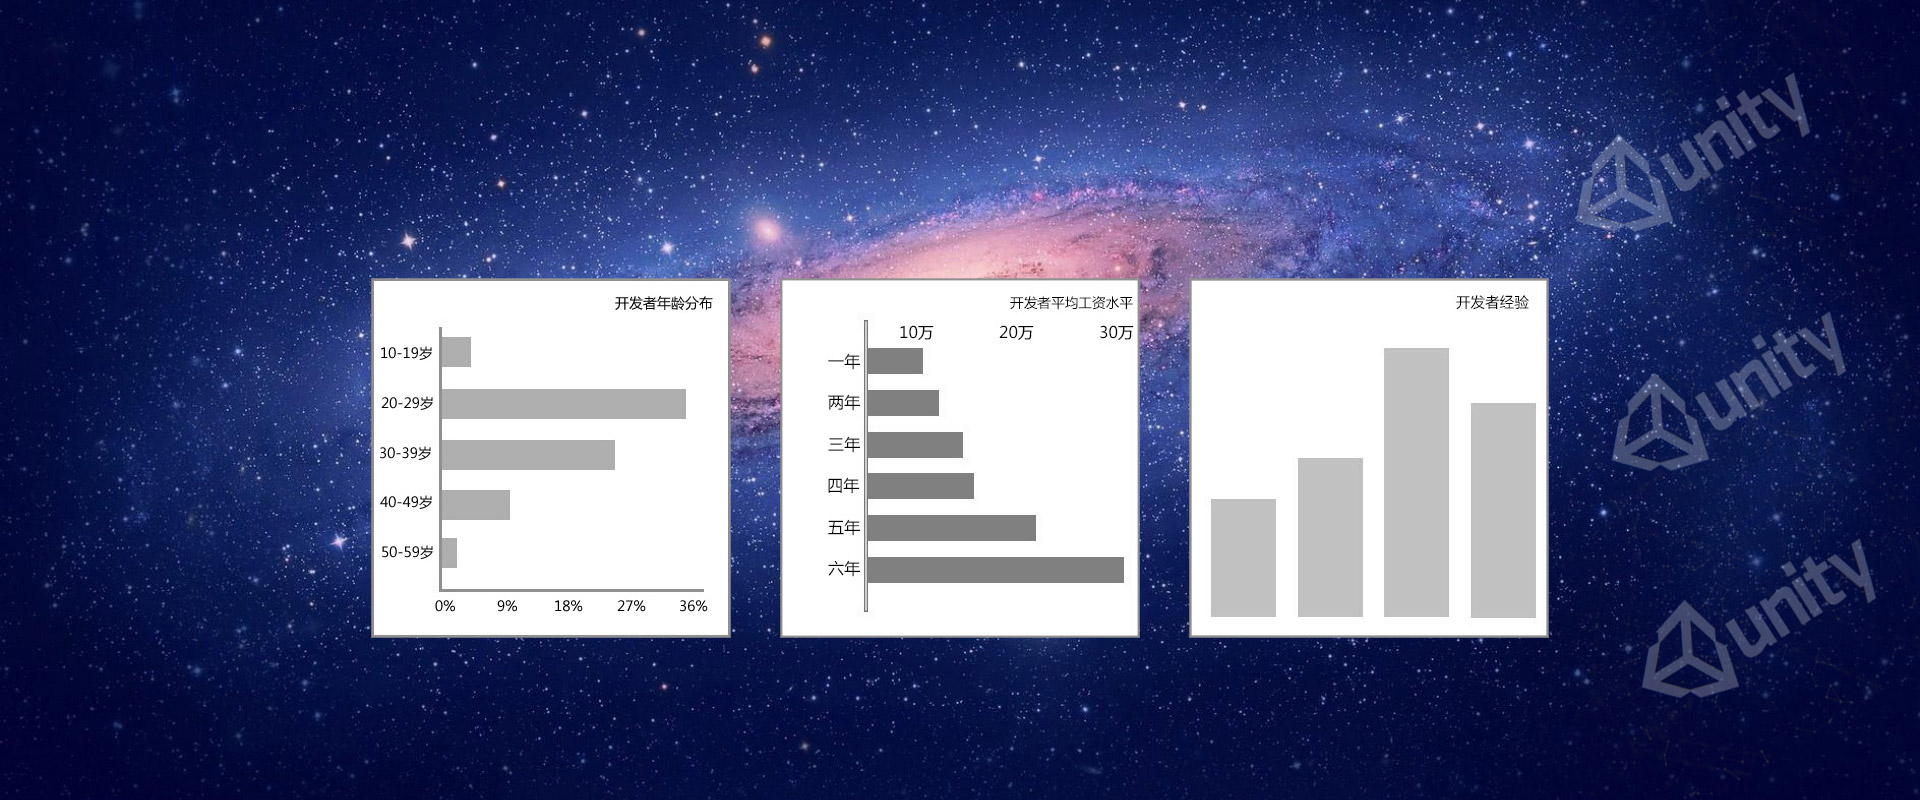 开发者年龄分布
10-19岁
20-29岁
30-39岁
40-49岁
50-59岁
0% 9% 18% 27% 36%
开发者平均工资水平
10万 20万 30万
一年
两年
三年
四年
五年
六年
开发者经验
unity
unity
unity